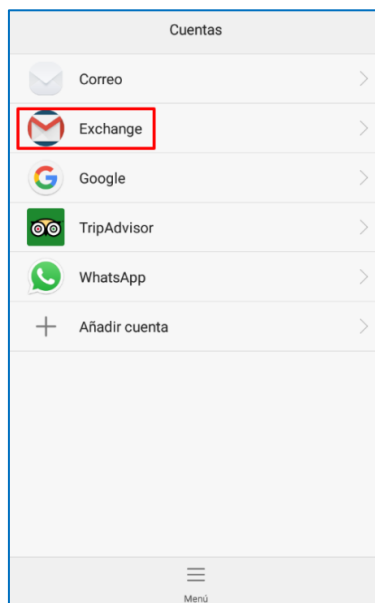 Cuentas
Correo
Exchange
Google
TripAdvisor
WhatsApp
Añadir cuenta
Menú